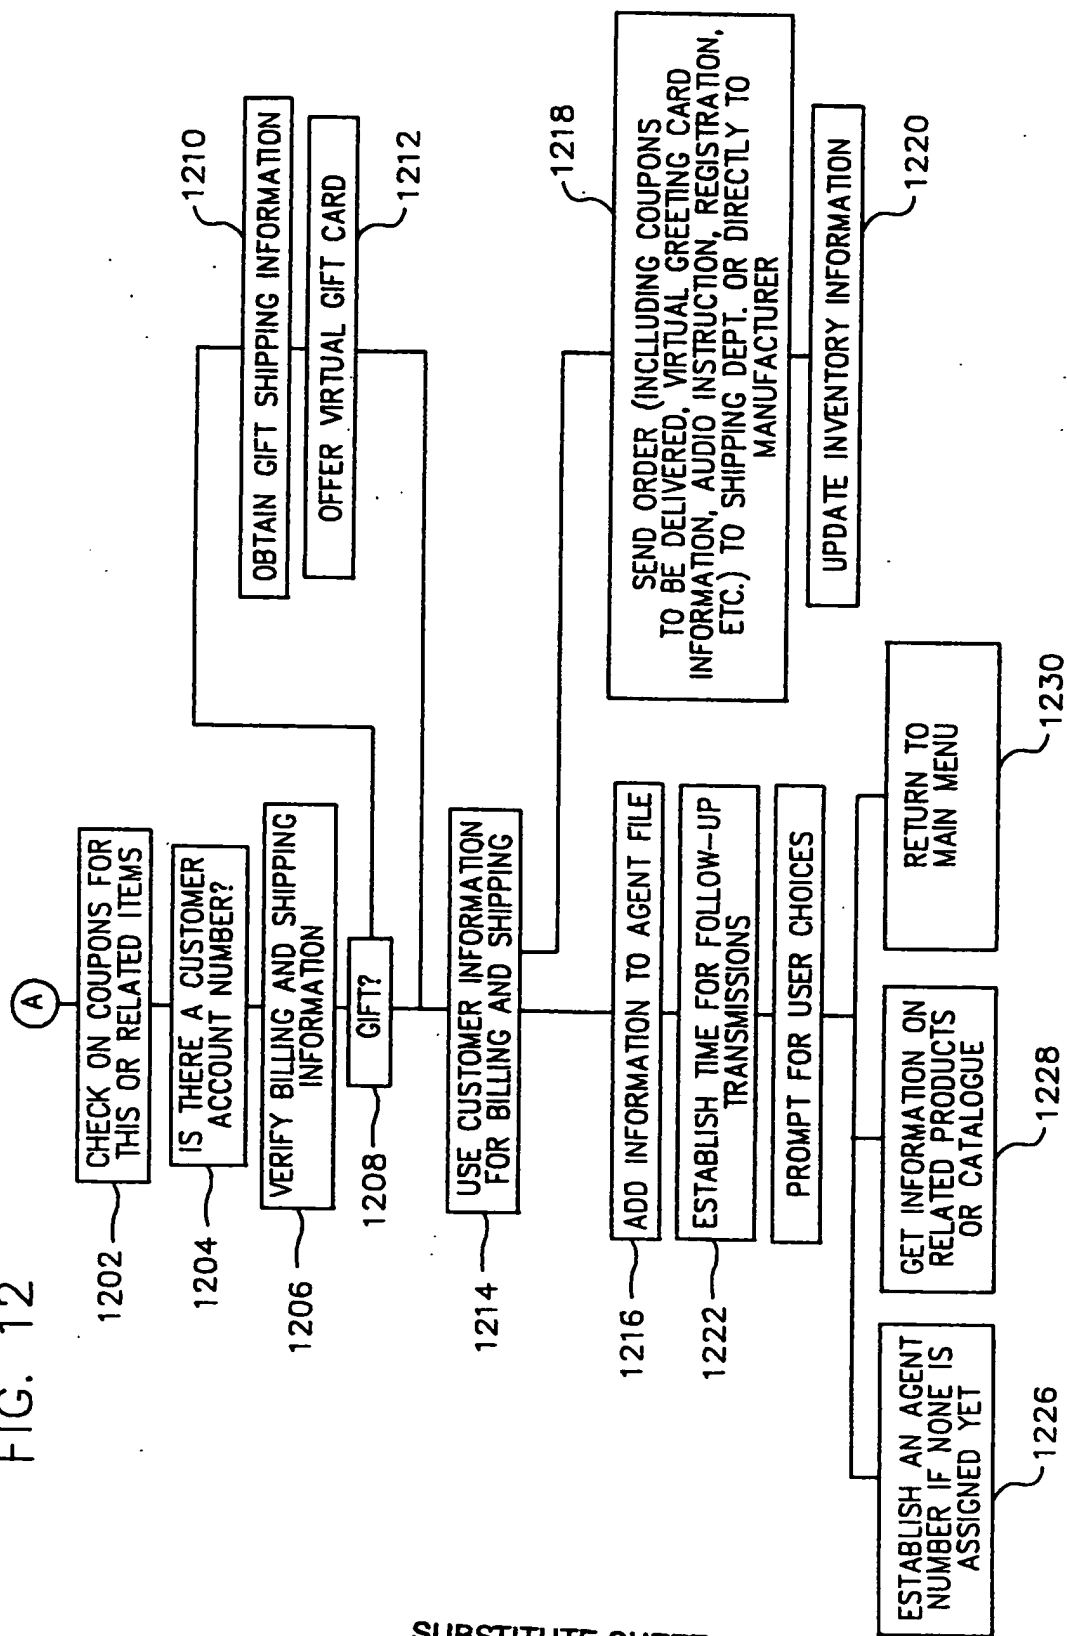 FIG. 12
A
CHECK ON COUPONS FOR
THIS OR RELATED ITEMS
1202
IS THERE A CUSTOMER
ACCOUNT NUMBER?
1204
VERIFY BILLING AND SHIPPING
INFORMATION
1206
GIFT?
1208
OBTAIN GIFT SHIPPING INFORMATION
1210
OFFER VIRTUAL GIFT CARD
1212
USE CUSTOMER INFORMATION
FOR BILLING AND SHIPPING
1214
SEND ORDER (INCLLUDING COUPONS
TO BE DELIVERED, VIRTUAL GREETING CARD
INFORMATION, AUDIO INSTRUCTION, REGISTRATION,
ETC.) TO SHIPPING DEPT. OR DIRECTLY TO
MANUFACTURER
1218
UPDATE INVENTORY INFORMATION
1220
1216
ADD INFORMATION TO AGENT FILE
1222
ESTABLISH TIME FOR FOLLOW-UP
TRANSMISSIONS
PROMPT FOR USER CHOICES
ESTABLISH AN AGENT
NUMBER IF NONE IS
ASSIGNED YET
1226
GET INFORMATION ON
RELATED PRODUCTS
OR CATALOGUE
1228
RETURN TO
MAIN MENU
1230
SUBSTITUTE SHEET